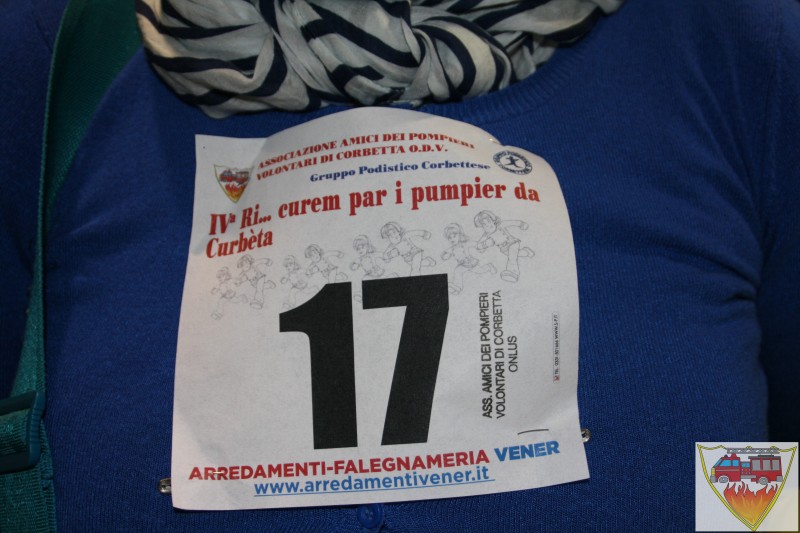 ASSOCIAZIONE AMICI DEI POMPIERI
VOLONTARI DI CORBETTA O.D.V.
Gruppo Podistico Corbettese
IVª Ri... curem par i pumpier da
Curbèta
17
ASS. AMICI DEI POMPIERI
VOLONTARI DI CORBETTA
ONLUS
ARREDAMENTI-FALEGNAMERIA VENER
www.arredamentivener.it